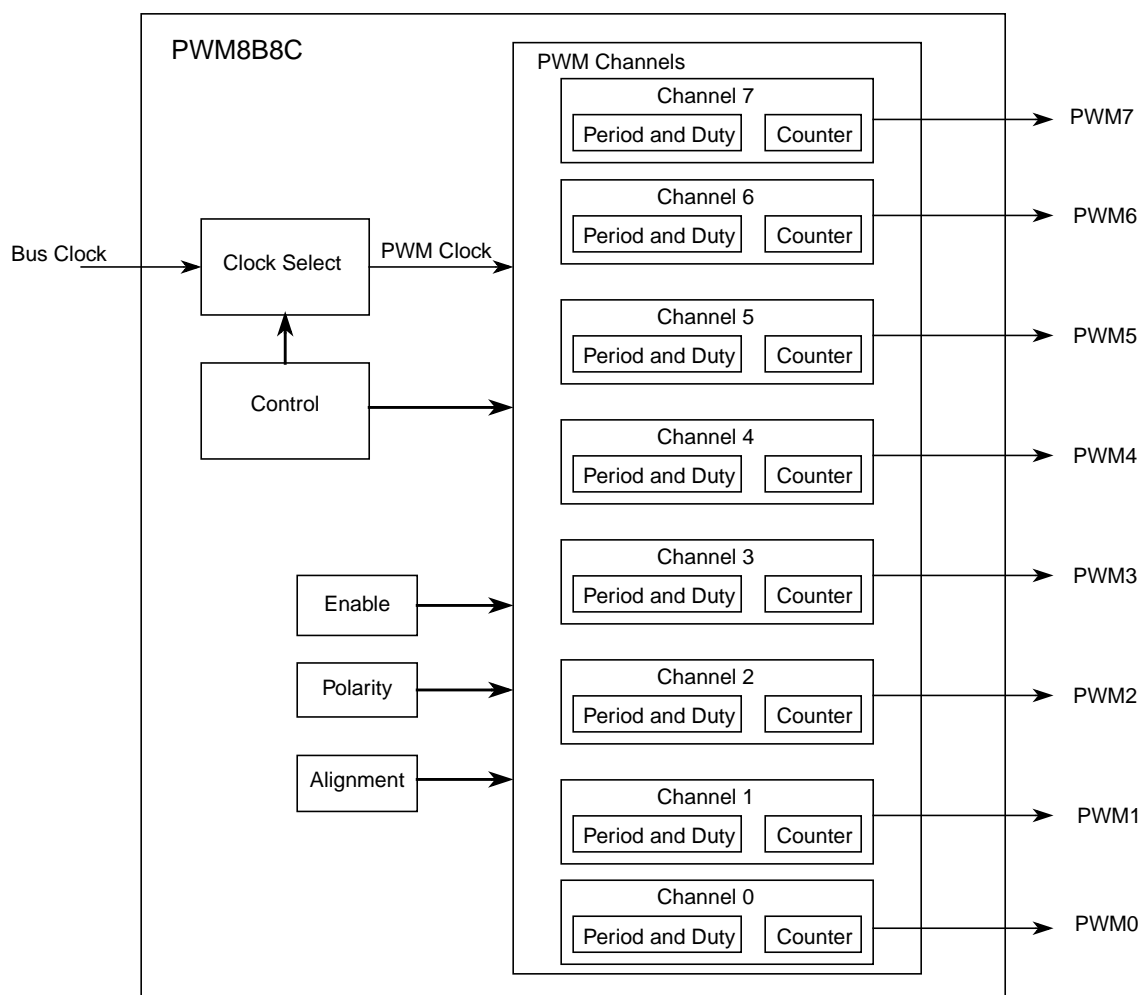 PWM8B8C
PWM Channels
Channel 7
Period and Duty
Counter
PWM7
Channel 6
Period and Duty
Counter
PWM6
Bus Clock
Clock Select
PWM Clock
Channel 5
Period and Duty
Counter
PWM5
Control
Channel 4
Period and Duty
Counter
PWM4
Channel 3
Period and Duty
Counter
PWM3
Enable
Polarity
Channel 2
Period and Duty
Counter
PWM2
Alignment
Channel 1
Period and Duty
Counter
PWM1
Channel 0
Period and Duty
Counter
PWM0